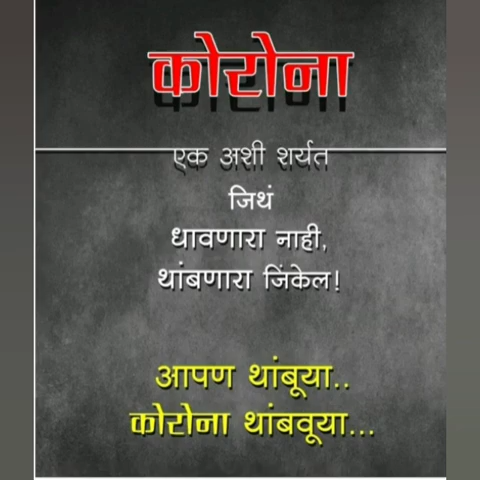 कोरोना
एक अशी शर्यत
जिथं
धावणारा नाही,
थांबणारा जिंकेल!
आपण थांबूया..
कोरोना थांबवूया...